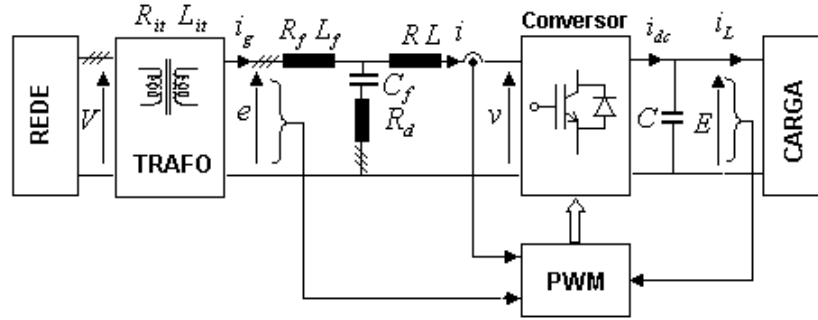 R_it L_it
i_g
R_f L_f
R L
i
Conversor
i_dc
i_L
REDE
V
TRAFO
e
C_f
R_d
v
C
E
CARGA
PWM